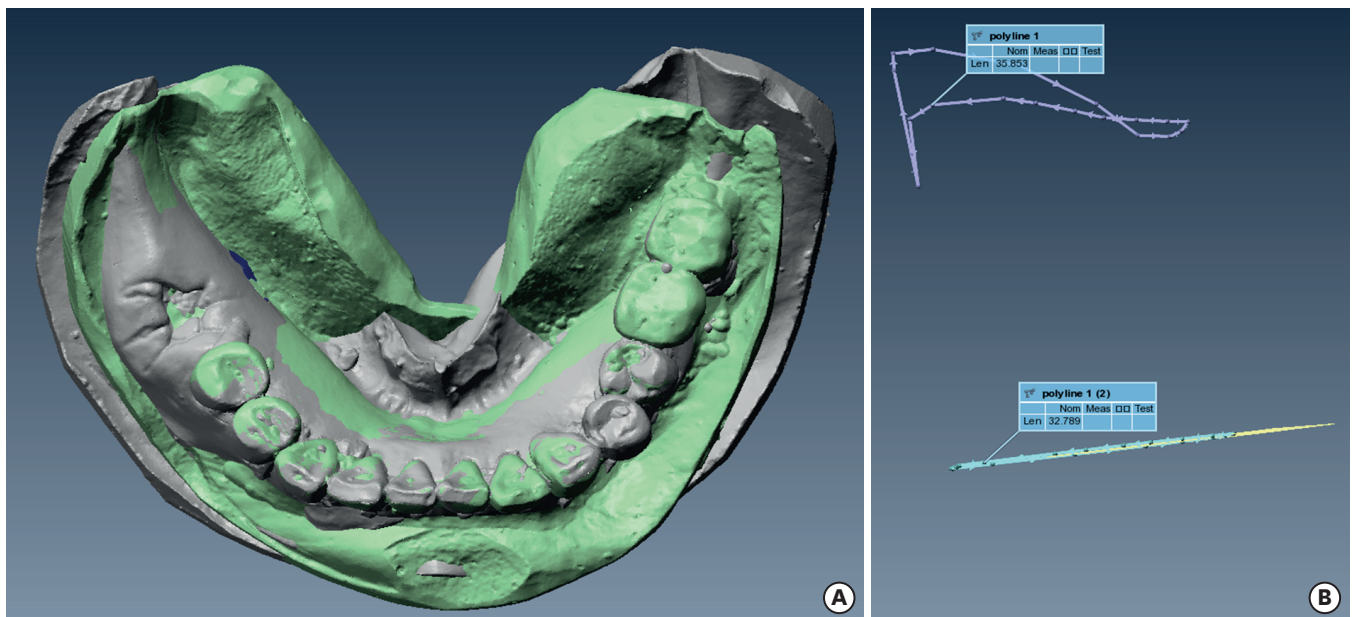 polyline 1
Nom Meas □□ Test
Len 35.853
polyline 1 (2)
Nom Meas □□ Test
Len 32.789
A
B